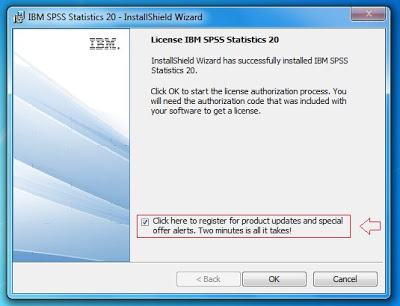 IBM SPSS Statistics 20 - InstallShield Wizard
IBM.
License IBM SPSS Statistics 20
InstallShield Wizard has successfully installed IBM SPSS
Statistics 20.
Click OK to start the license authorization process. You
will need the authorization code that was included with
your software to get a license.
Click here to register for product updates and special
offer alerts. Two minutes is all it takes!
< Back
OK
Cancel